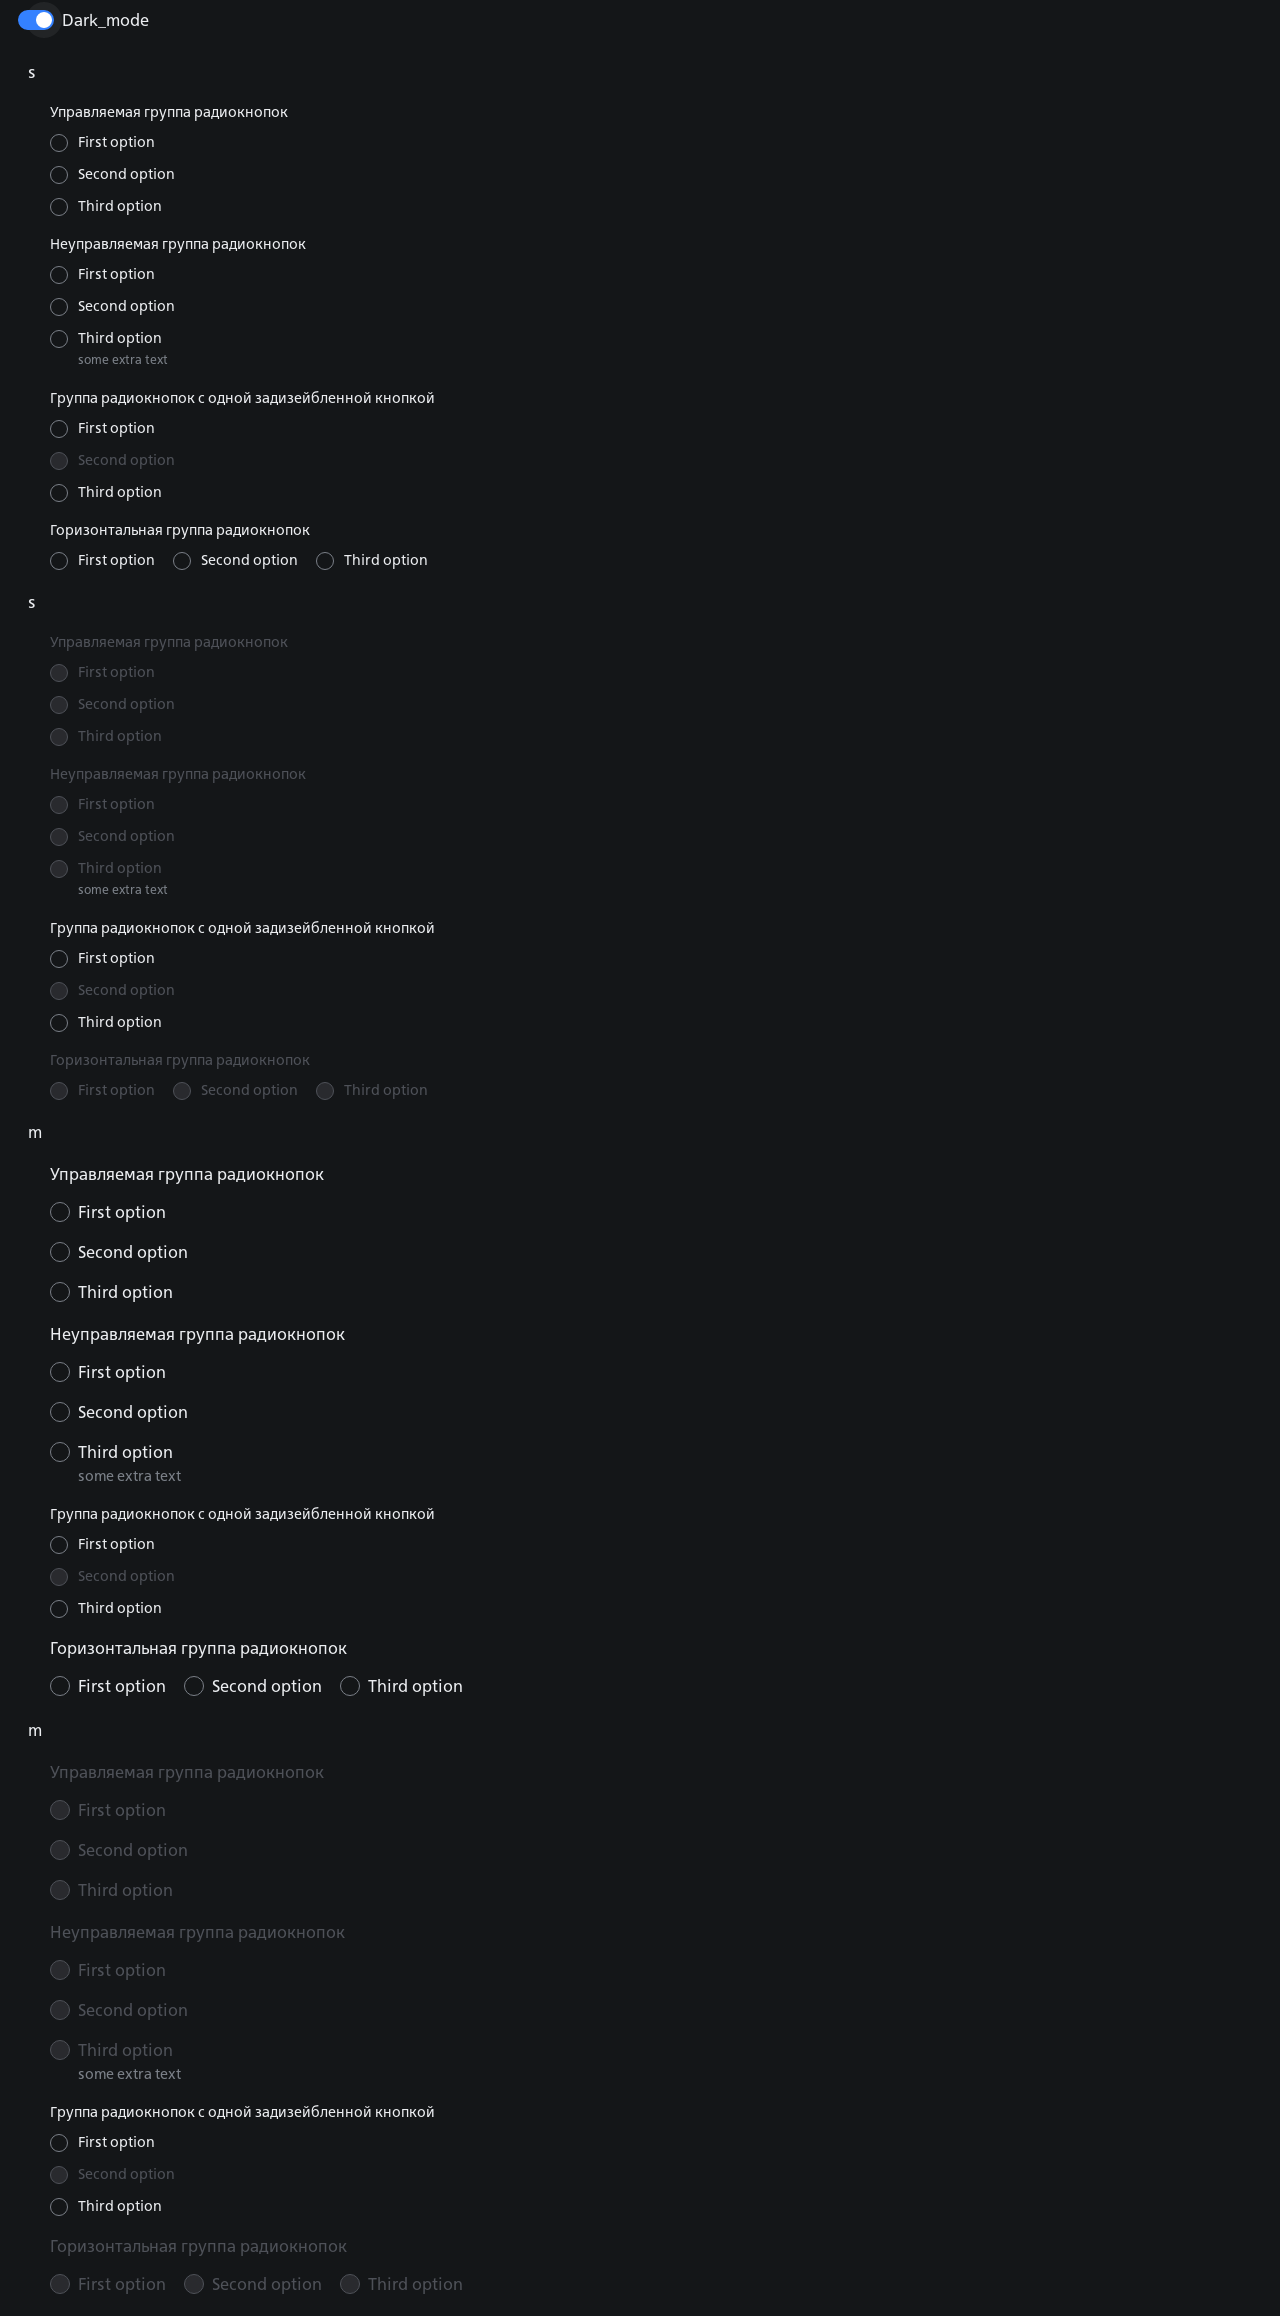 Dark_mode
s
Управляемая группа радиокнопок
First option
Second option
Third option
Неуправляемая группа радиокнопок
First option
Second option
Third option
some extra text
Группа радиокнопок с одной задизейбленной кнопкой
First option
Second option
Third option
Горизонтальная группа радиокнопок
First option Second option Third option
s
Управляемая группа радиокнопок
First option
Second option
Third option
Неуправляемая группа радиокнопок
First option
Second option
Third option
some extra text
Группа радиокнопок с одной задизейбленной кнопкой
First option
Second option
Third option
Горизонтальная группа радиокнопок
First option Second option Third option
m
Управляемая группа радиокнопок
First option
Second option
Third option
Неуправляемая группа радиокнопок
First option
Second option
Third option
some extra text
Группа радиокнопок с одной задизейбленной кнопкой
First option
Second option
Third option
Горизонтальная группа радиокнопок
First option Second option Third option
m
Управляемая группа радиокнопок
First option
Second option
Third option
Неуправляемая группа радиокнопок
First option
Second option
Third option
some extra text
Группа радиокнопок с одной задизейбленной кнопкой
First option
Second option
Third option
Горизонтальная группа радиокнопок
First option Second option Third option